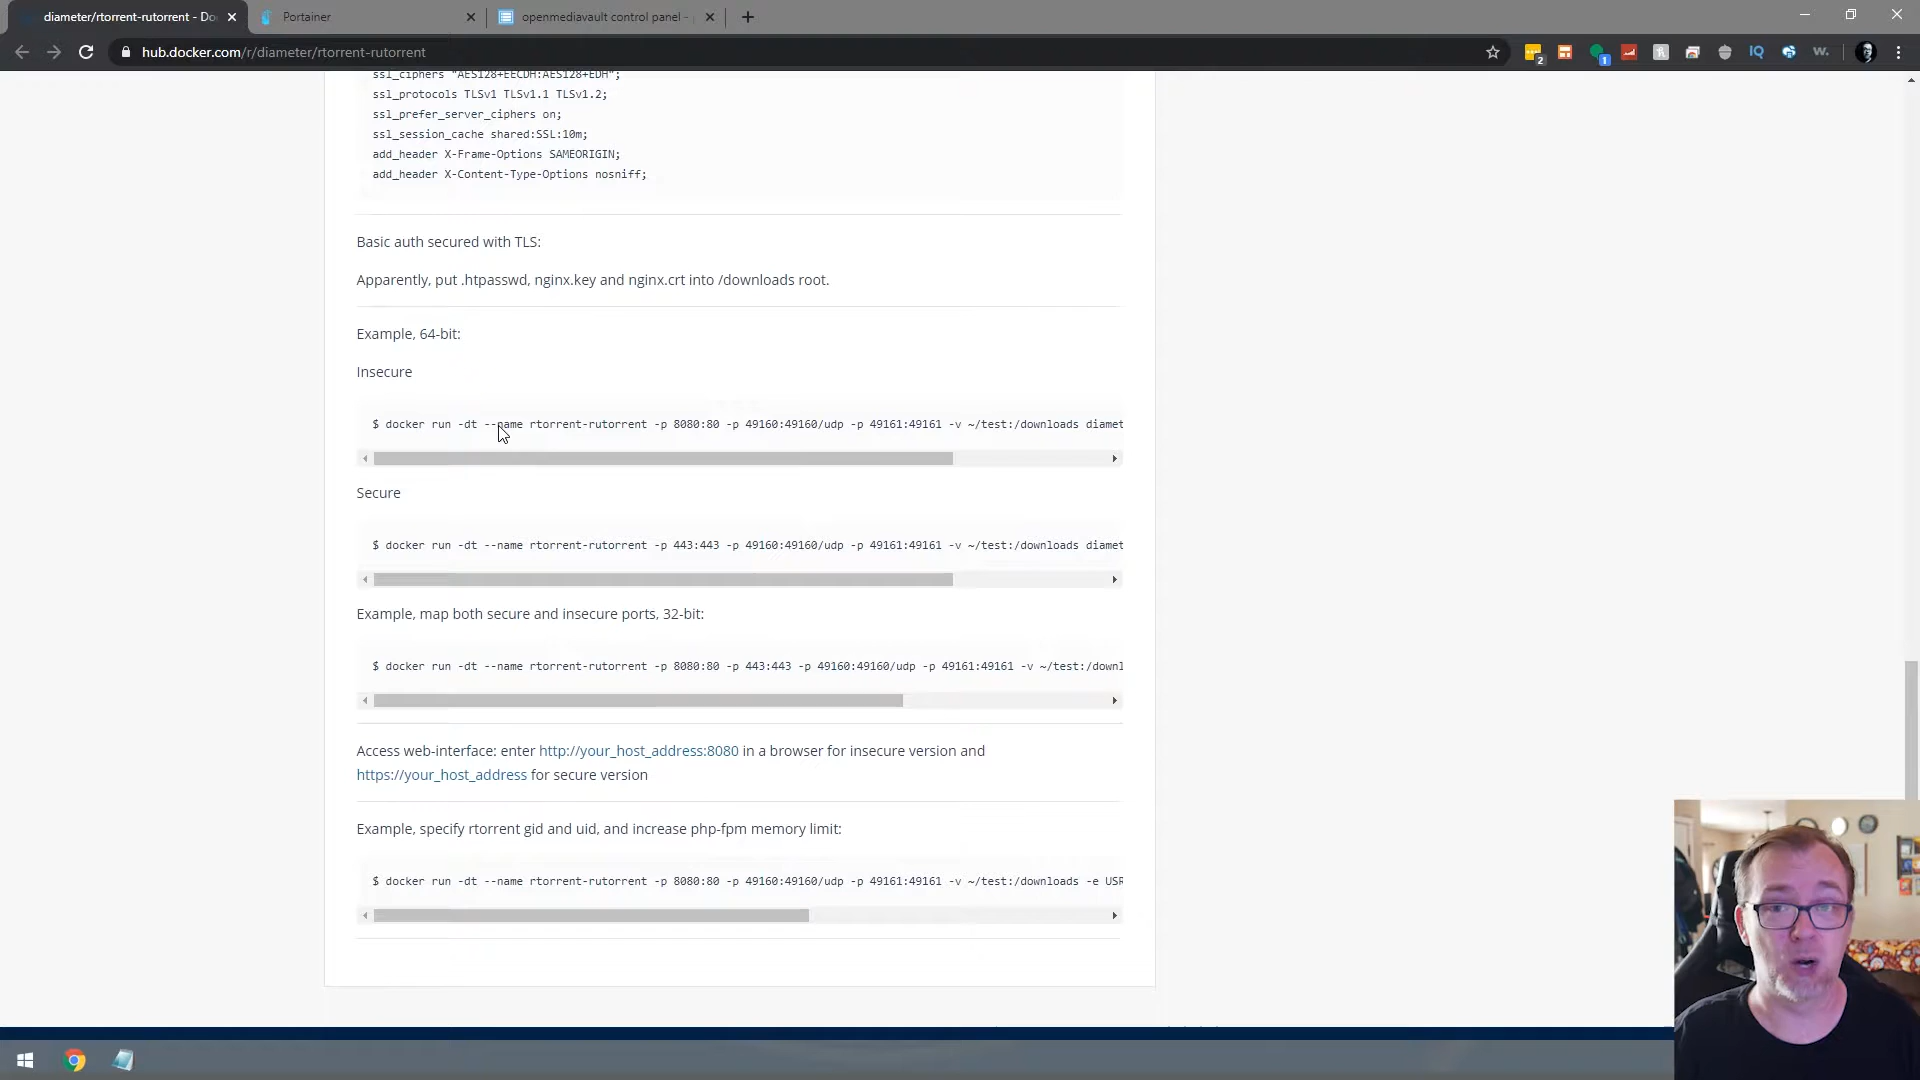 diameter/rtorrent-rutorrent - Do
Portainer
openmediavault control panel -
hub.docker.com/r/diameter/rtorrent-rutorrent
2
1
IQ
w.
ssl_ciphers "AES128+EECDH:AES128+EDH";
ssl_protocols TLSv1 TLSv1.1 TLSv1.2;
ssl_prefer_server_ciphers on;
ssl_session_cache shared:SSL:10m;
add_header X-Frame-Options SAMEORIGIN;
add_header X-Content-Type-Options nosniff;
Basic auth secured with TLS:
Apparently, put .htpasswd, nginx.key and nginx.crt into /downloads root.
Example, 64-bit:
Insecure
$ docker run -dt --name rtorrent-rutorrent -p 8080:80 -p 49160:49160/udp -p 49161:49161 -v ~/test:/downloads diamet
Secure
$ docker run -dt --name rtorrent-rutorrent -p 443:443 -p 49160:49160/udp -p 49161:49161 -v ~/test:/downloads diamet
Example, map both secure and insecure ports, 32-bit:
$ docker run -dt --name rtorrent-rutorrent -p 8080:80 -p 443:443 -p 49160:49160/udp -p 49161:49161 -v ~/test:/downl
Access web-interface: enter http://your_host_address:8080 in a browser for insecure version and
https://your_host_address for secure version
Example, specify rtorrent gid and uid, and increase php-fpm memory limit:
$ docker run -dt --name rtorrent-rutorrent -p 8080:80 -p 49160:49160/udp -p 49161:49161 -v ~/test:/downloads -e USR